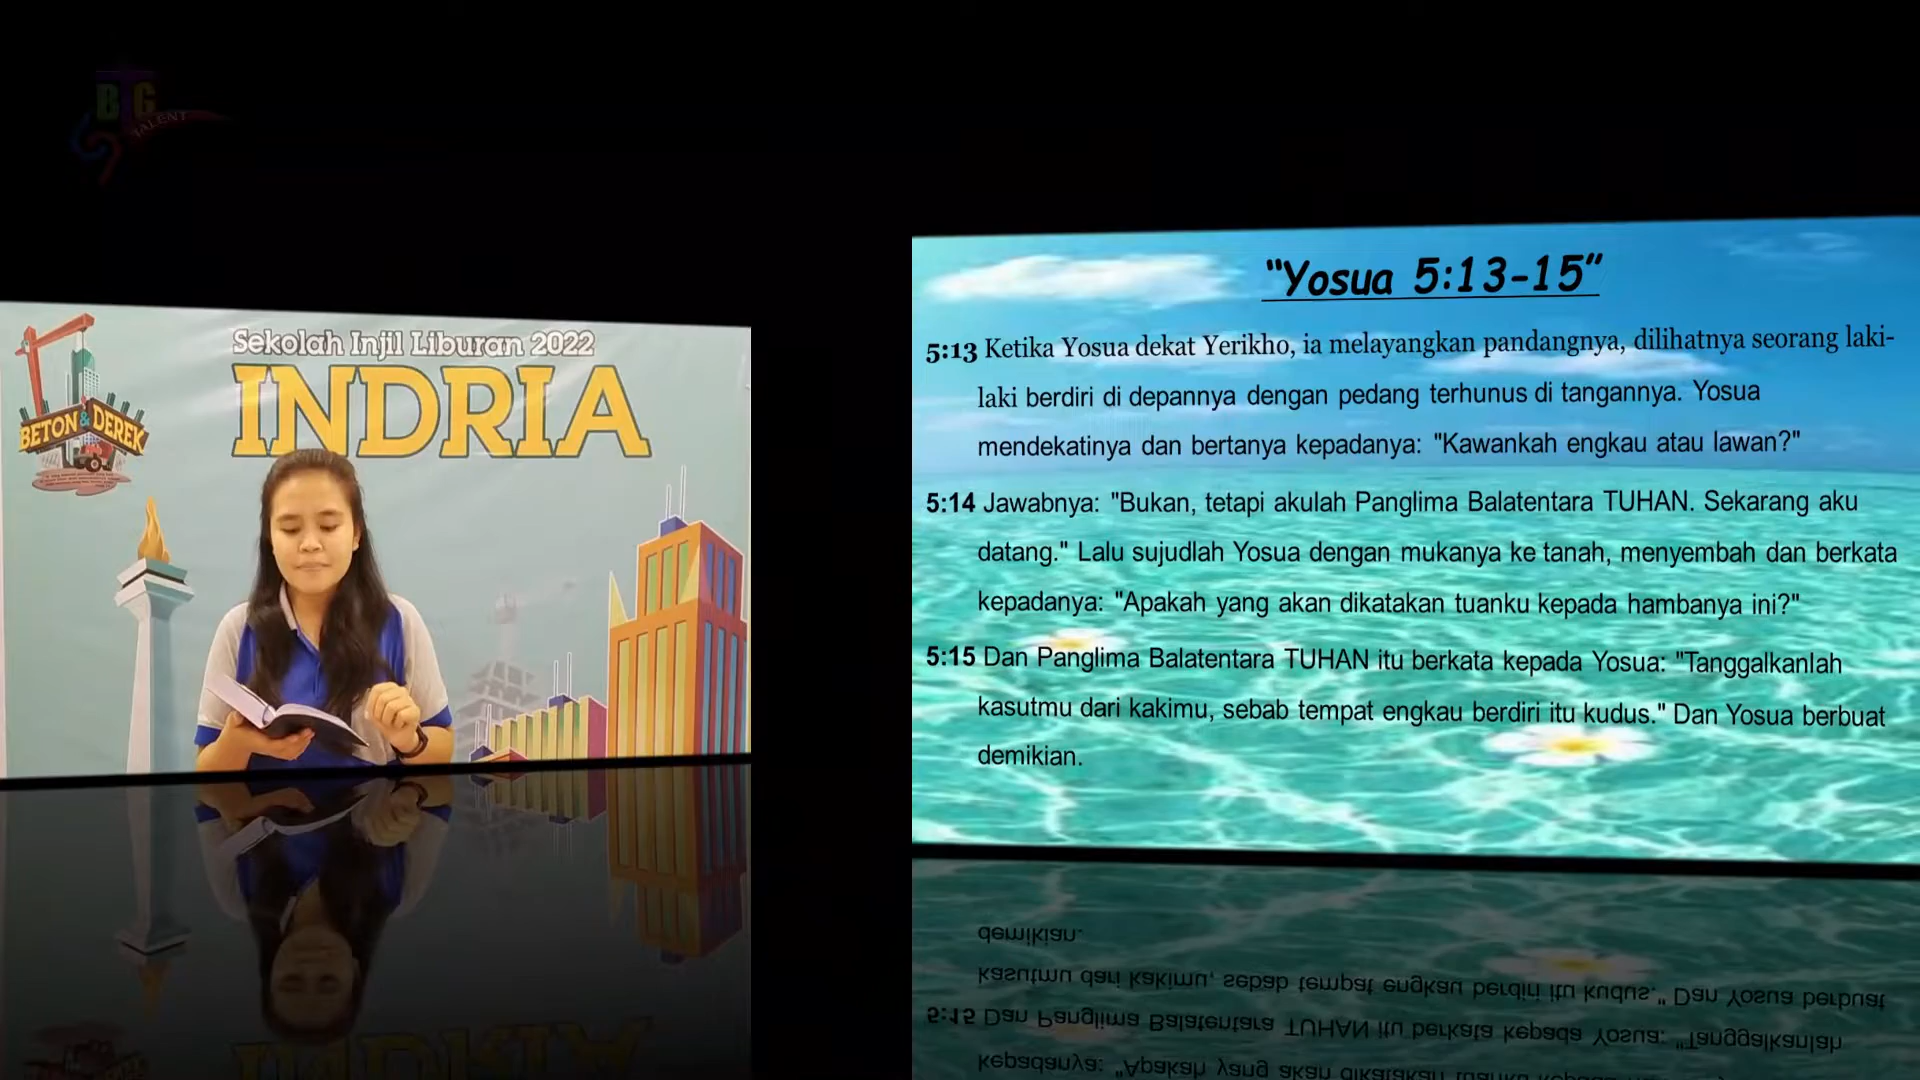 BTG
TALENT
Sekolah Injil Liburan 2022
INDRIA
BETON & DEREK
"Yosua 5:13-15"
5:13 Ketika Yosua dekat Yerikho, ia melayangkan pandangnya, dilihatnya seorang laki-
laki berdiri di depannya dengan pedang terhunus di tangannya. Yosua
mendekatinya dan bertanya kepadanya: "Kawankah engkau atau lawan?"
5:14 Jawabnya: "Bukan, tetapi akulah Panglima Balatentara TUHAN. Sekarang aku
datang." Lalu sujudlah Yosua dengan mukanya ke tanah, menyembah dan berkata
kepadanya: "Apakah yang akan dikatakan tuanku kepada hambanya ini?"
5:15 Dan Panglima Balatentara TUHAN itu berkata kepada Yosua: "Tanggalkanlah
kasutmu dari kakimu, sebab tempat engkau berdiri itu kudus." Dan Yosua berbuat
demikian.